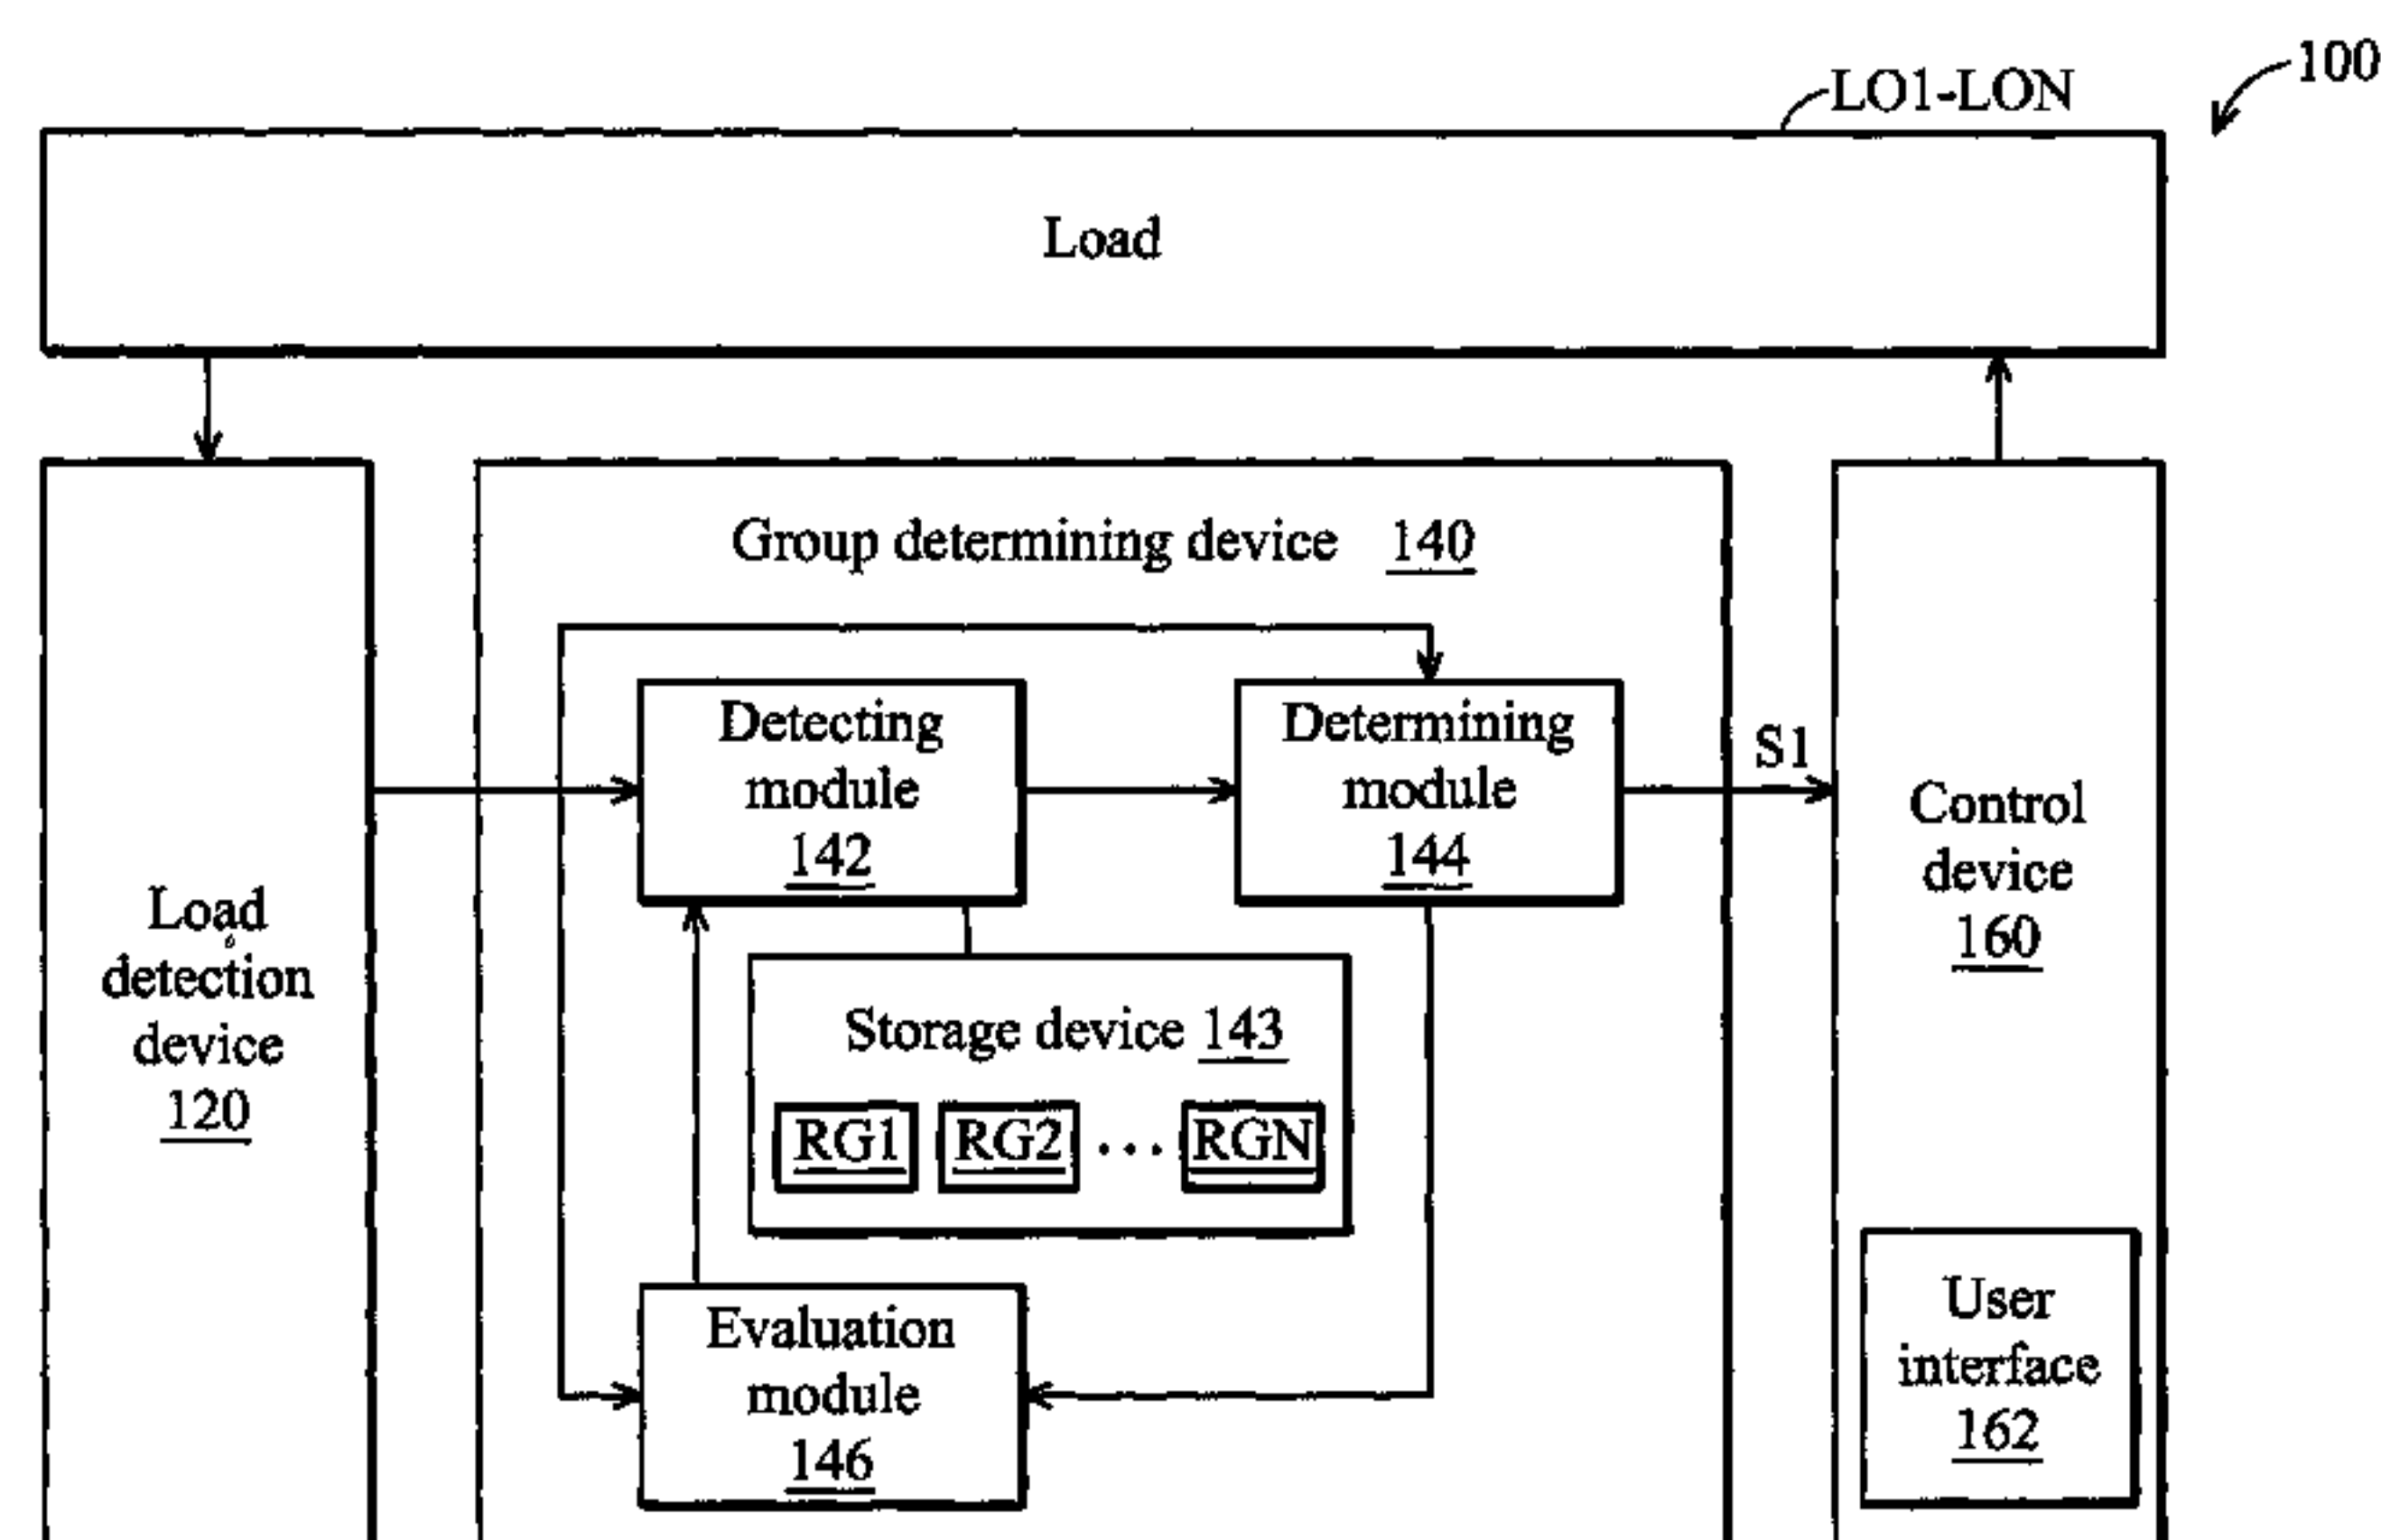 100
LO1-LON
Load
Group determining device 140
Detecting
module
142
Determining
module
144
S1
Control
device
160
Load
detection
device
120
Storage device 143
RG1 RG2 ... RGN
Evaluation
module
146
User
interface
162